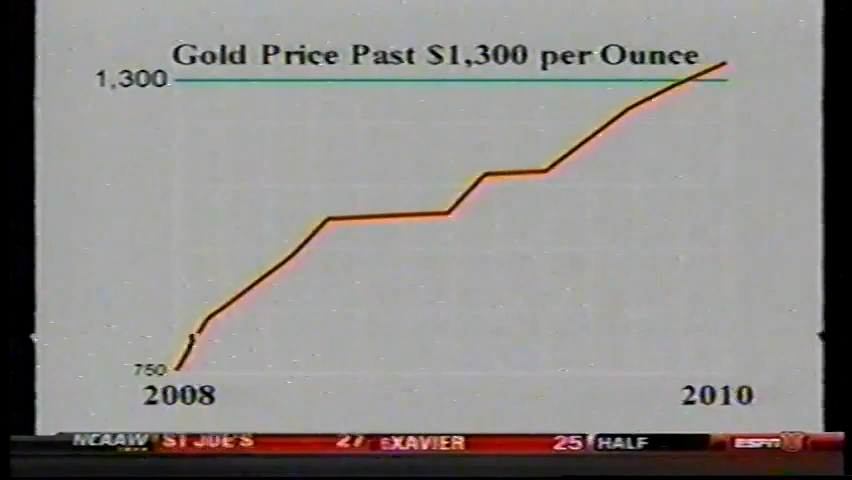 Gold Price Past $1,300 per Ounce
1,300
750
2008 2010
NCAAW ST JOE'S 27 XAVIER 25 HALF ESPN